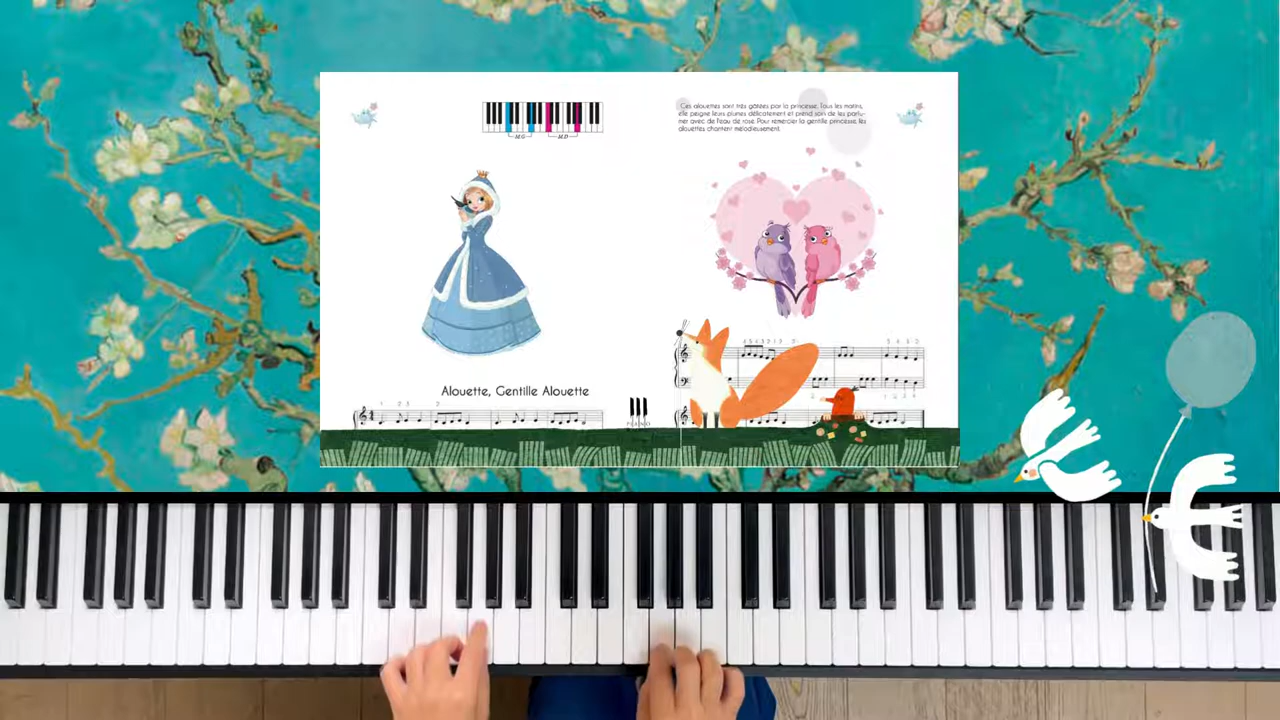 M.G
M.D
Ces alouettes sont très gâtées par la princesse. Tous les matins,
elle peigne leurs plumes délicatement et prend soin de les parfu-
mer avec de l'eau de rose. Pour remercier la gentille princesse, les
alouettes chantent mélodieusement.
Alouette, Gentille Alouette